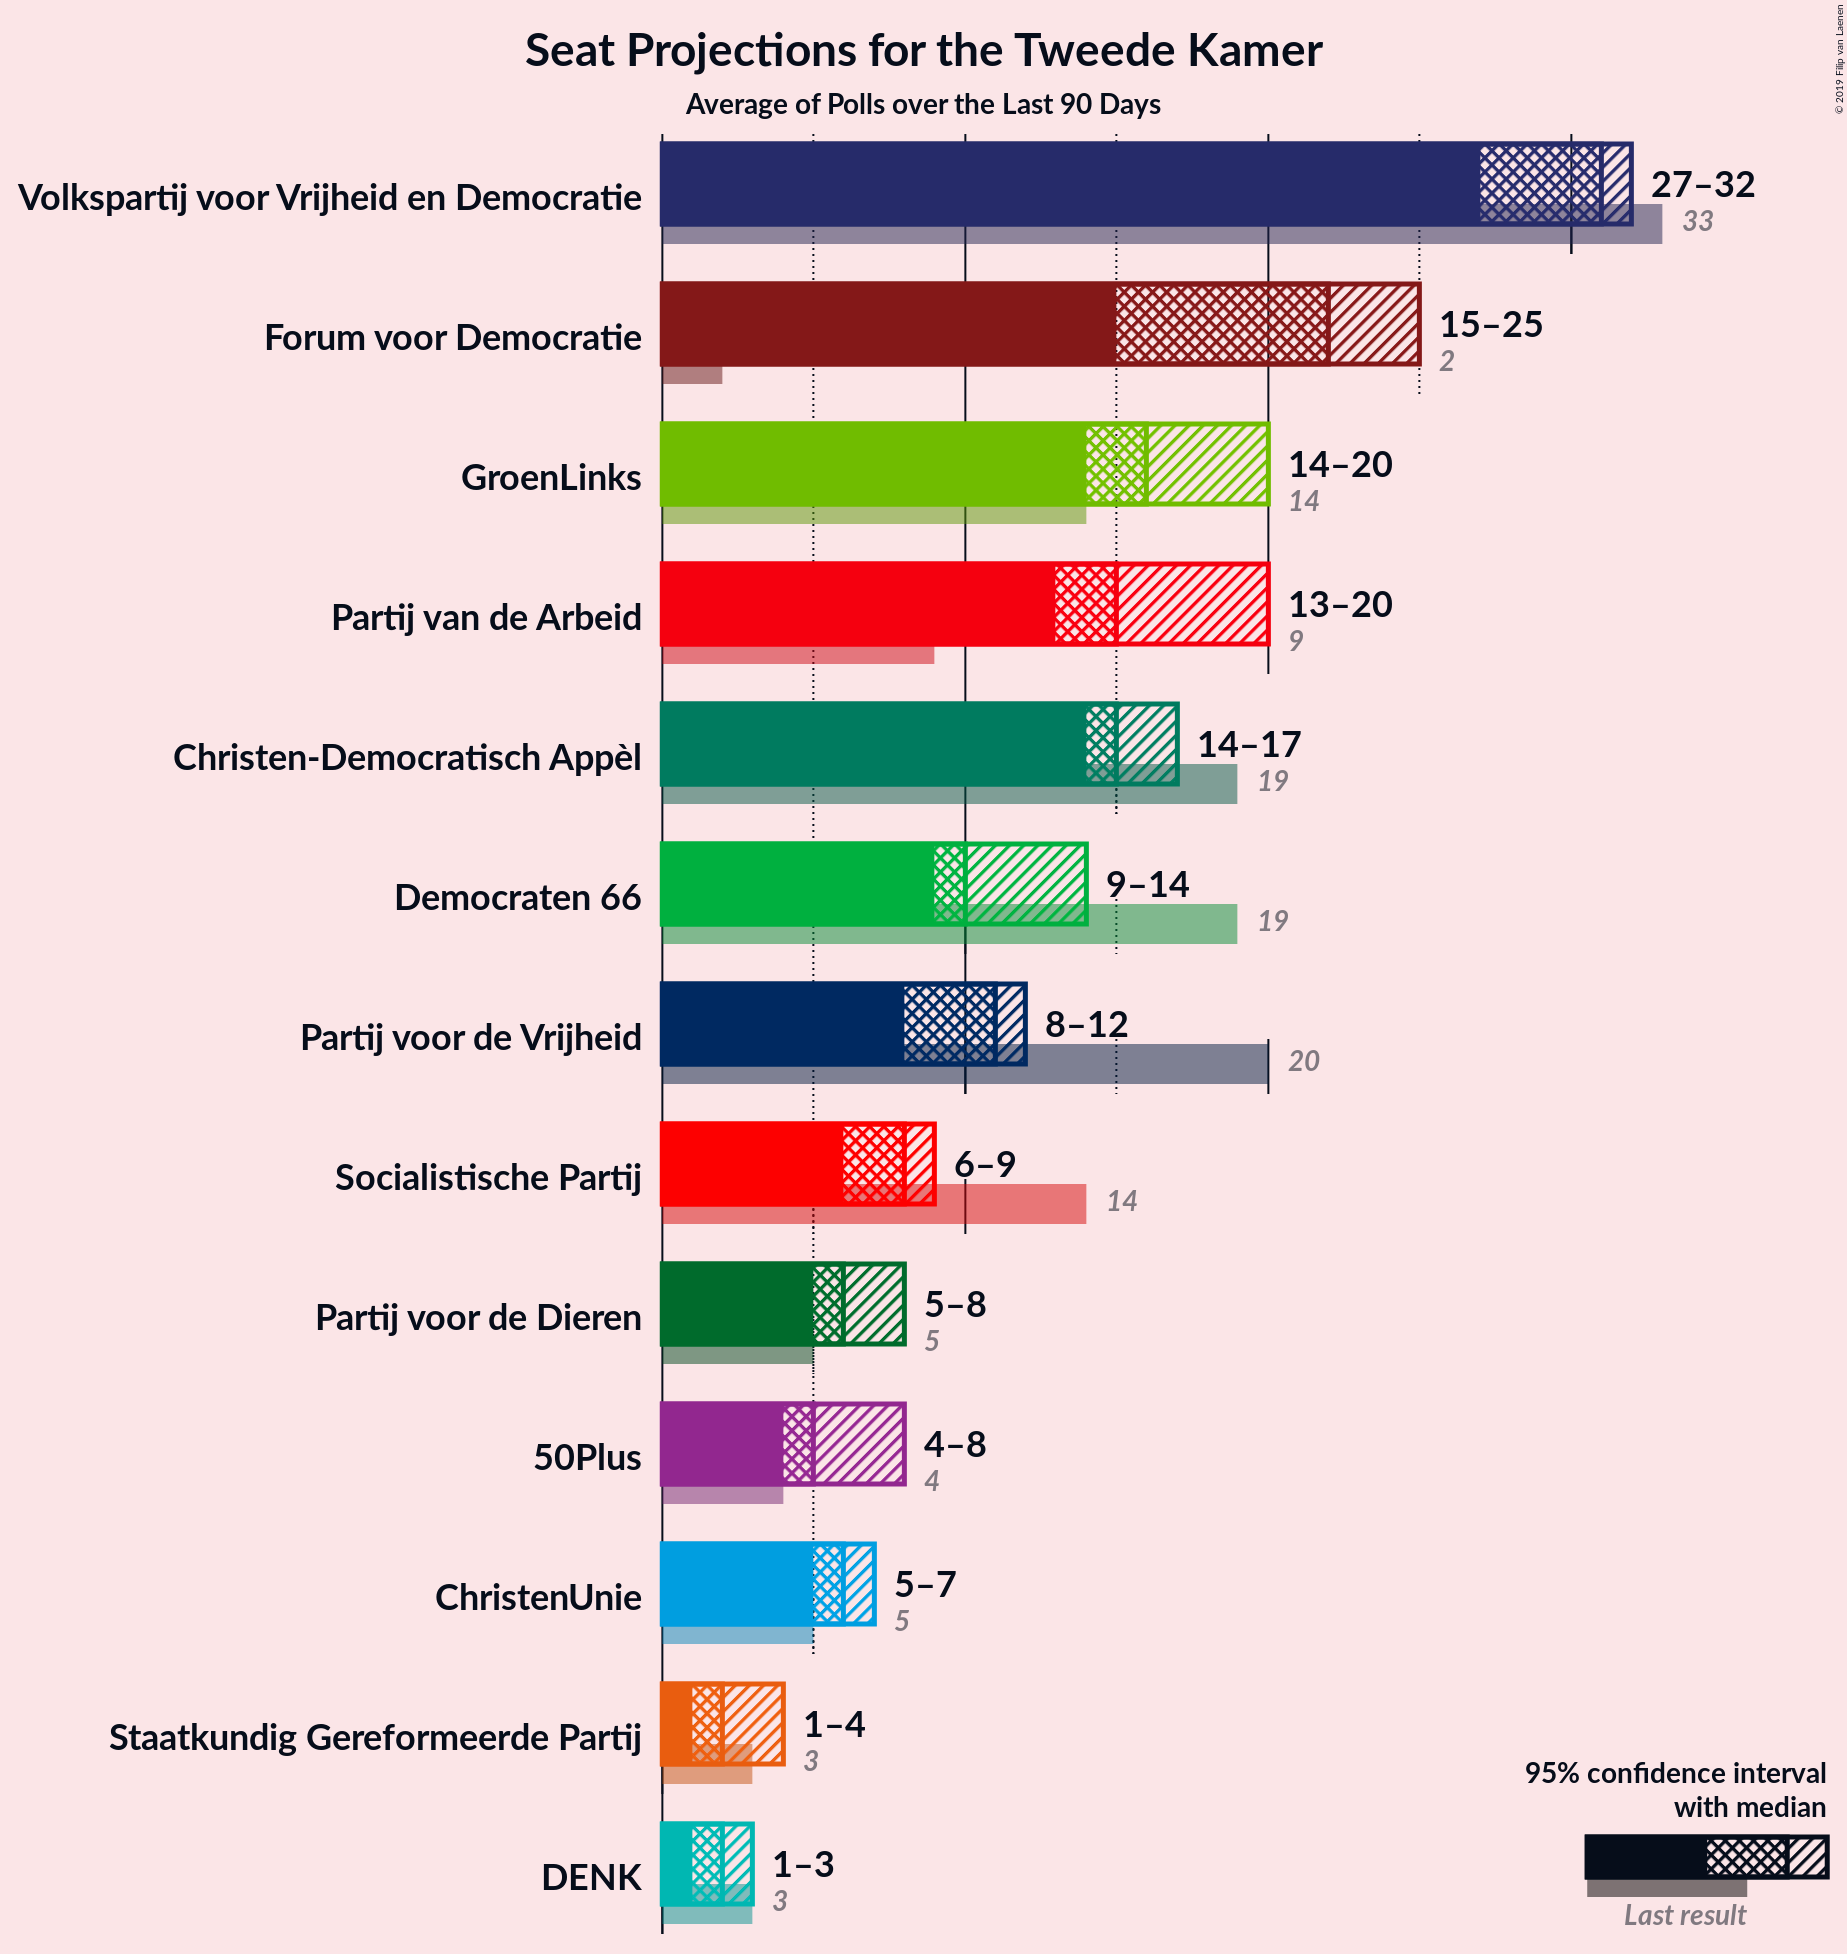 Seat Projections for the Tweede Kamer
Average of Polls over the Last 90 Days
© 2019 Filip van Laenen
Volkspartij voor Vrijheid en Democratie
27–32
33
Forum voor Democratie
15–25
2
GroenLinks
14–20
14
Partij van de Arbeid
13–20
9
Christen-Democratisch Appèl
14–17
19
Democraten 66
9–14
19
Partij voor de Vrijheid
8–12
20
Socialistische Partij
6–9
14
Partij voor de Dieren
5–8
5
50Plus
4–8
4
ChristenUnie
5–7
5
Staatkundig Gereformeerde Partij
1–4
3
DENK
1–3
3
95% confidence interval
with median
Last result